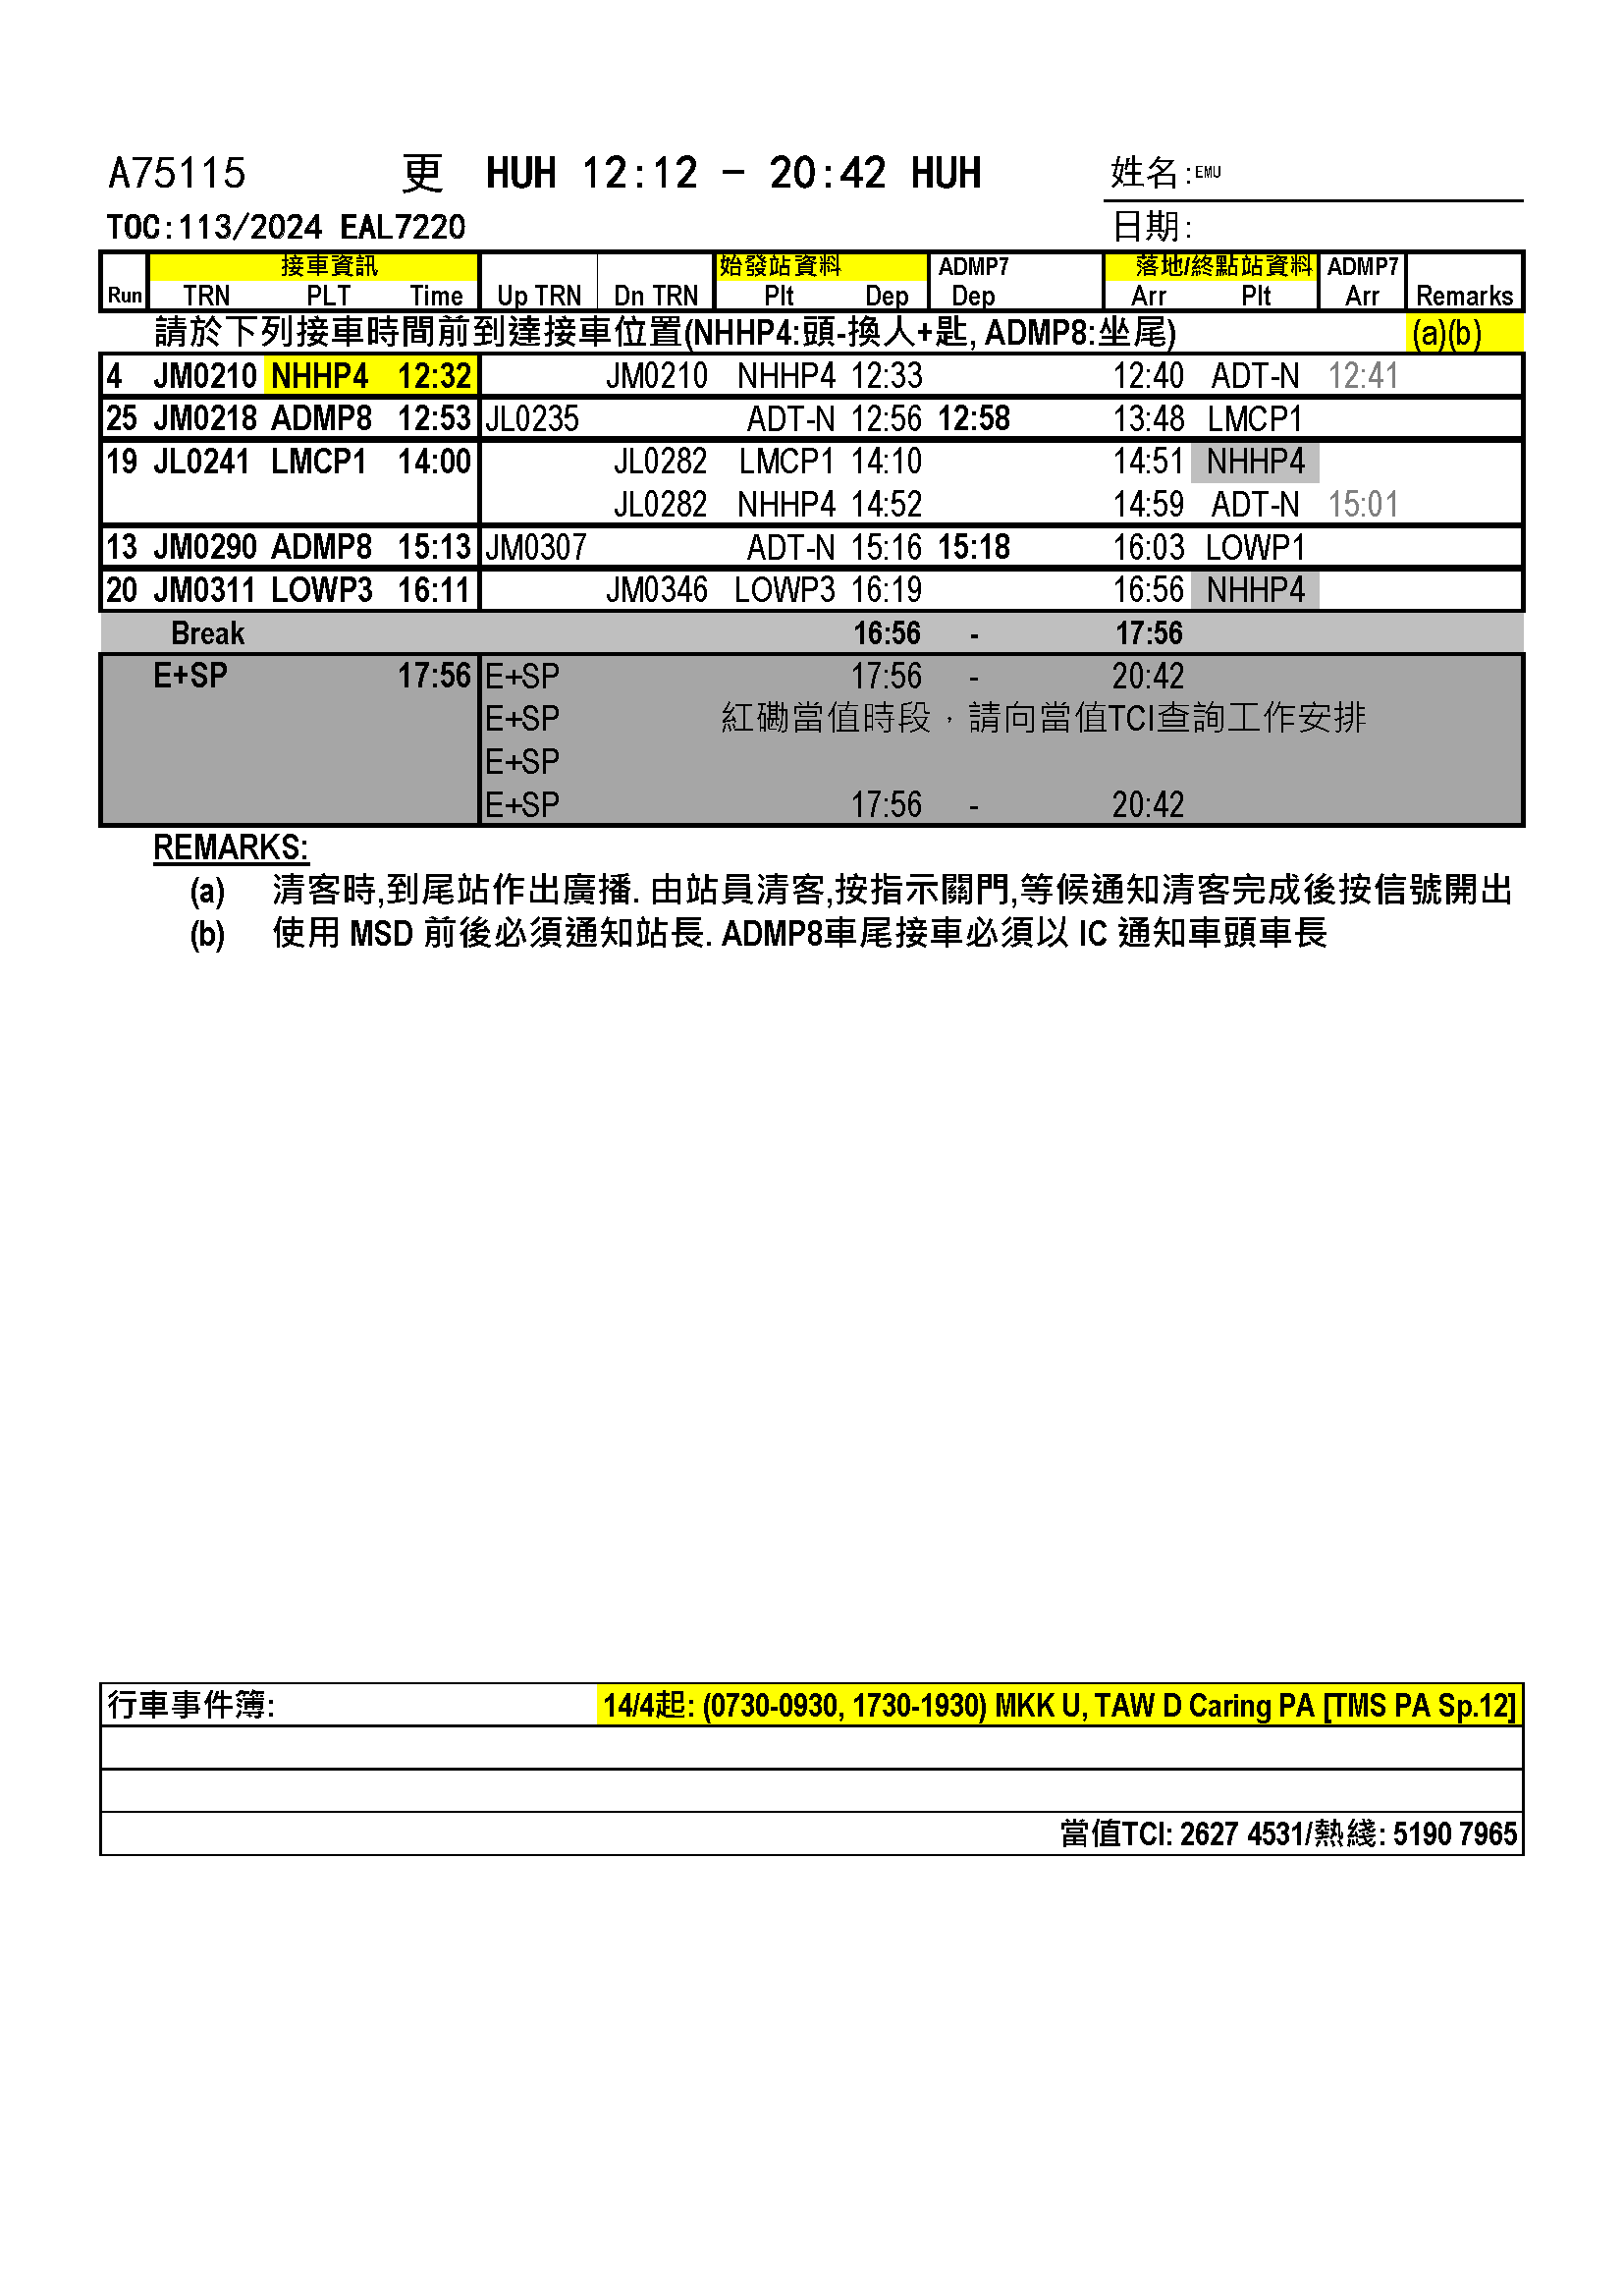 A75115 更 HUH 12:12 - 20:42 HUH 姓名:EMU
TOC:113/2024 EAL7220 日期:
接車資訊 始發站資料 ADMP7 落地/終點站資料 ADMP7
Run TRN PLT Time Up TRN Dn TRN Plt Dep Dep Arr Plt Arr Remarks
請於下列接車時間前到達接車位置(NHHP4:頭-換人+匙, ADMP8:坐尾) (a)(b)
4 JM0210 NHHP4 12:32 JM0210 NHHP4 12:33 12:40 ADT-N 12:41
25 JM0218 ADMP8 12:53 JL0235 ADT-N 12:56 12:58 13:48 LMCP1
19 JL0241 LMCP1 14:00 JL0282 LMCP1 14:10 14:51 NHHP4
JL0282 NHHP4 14:52 14:59 ADT-N 15:01
13 JM0290 ADMP8 15:13 JM0307 ADT-N 15:16 15:18 16:03 LOWP1
20 JM0311 LOWP3 16:11 JM0346 LOWP3 16:19 16:56 NHHP4
Break 16:56 - 17:56
E+SP 17:56 E+SP 17:56 - 20:42
E+SP 紅磡當值時段，請向當值TCI查詢工作安排
E+SP
E+SP 17:56 - 20:42
REMARKS:
(a) 清客時,到尾站作出廣播. 由站員清客,按指示關門,等候通知清客完成後按信號開出
(b) 使用 MSD 前後必須通知站長. ADMP8車尾接車必須以 IC 通知車頭車長
行車事件簿: 14/4起: (0730-0930, 1730-1930) MKK U, TAW D Caring PA [TMS PA Sp.12]
當值TCI: 2627 4531/熱綫: 5190 7965